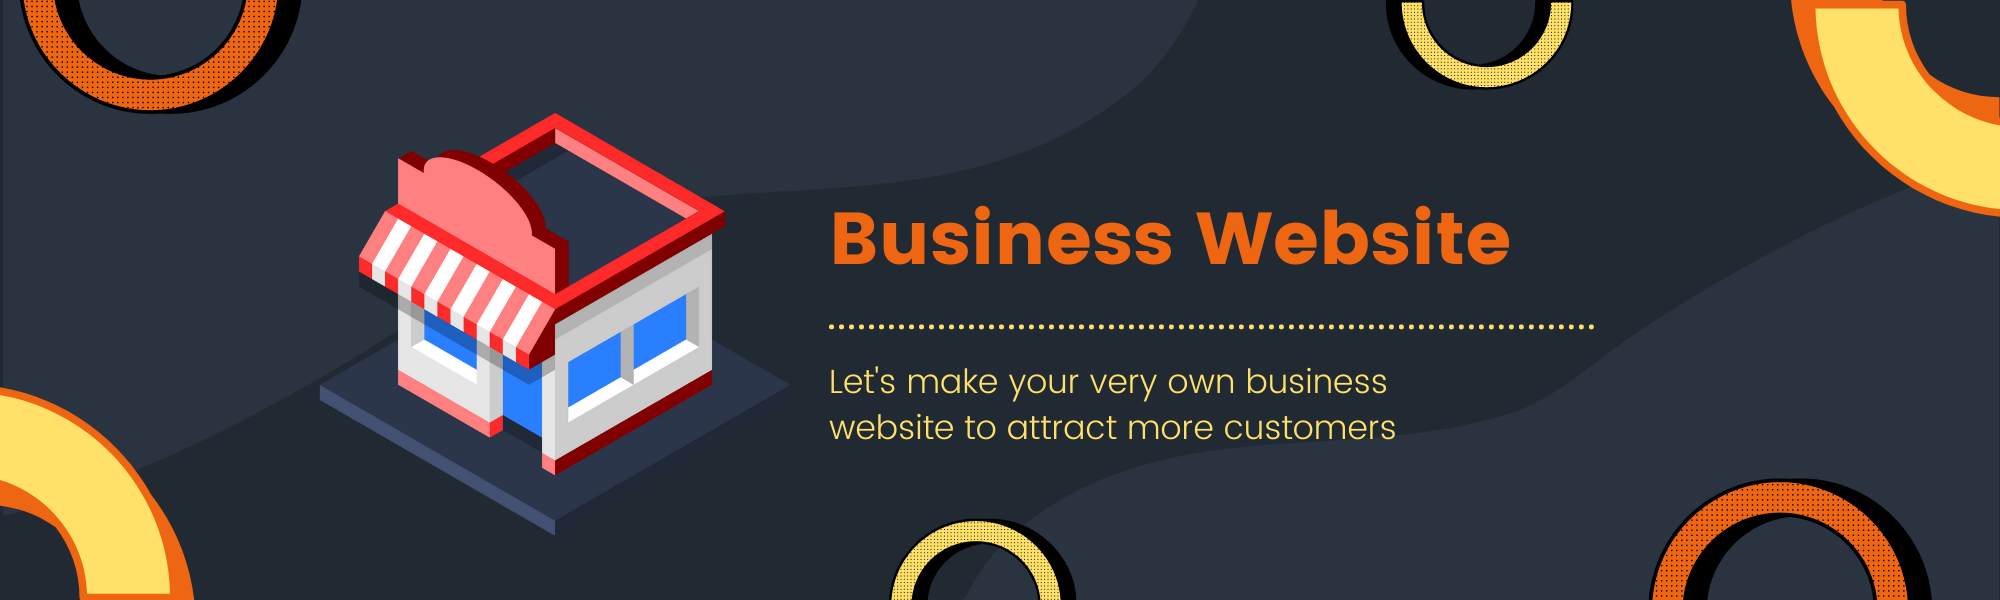 Business Website
Let's make your very own business
website to attract more customers